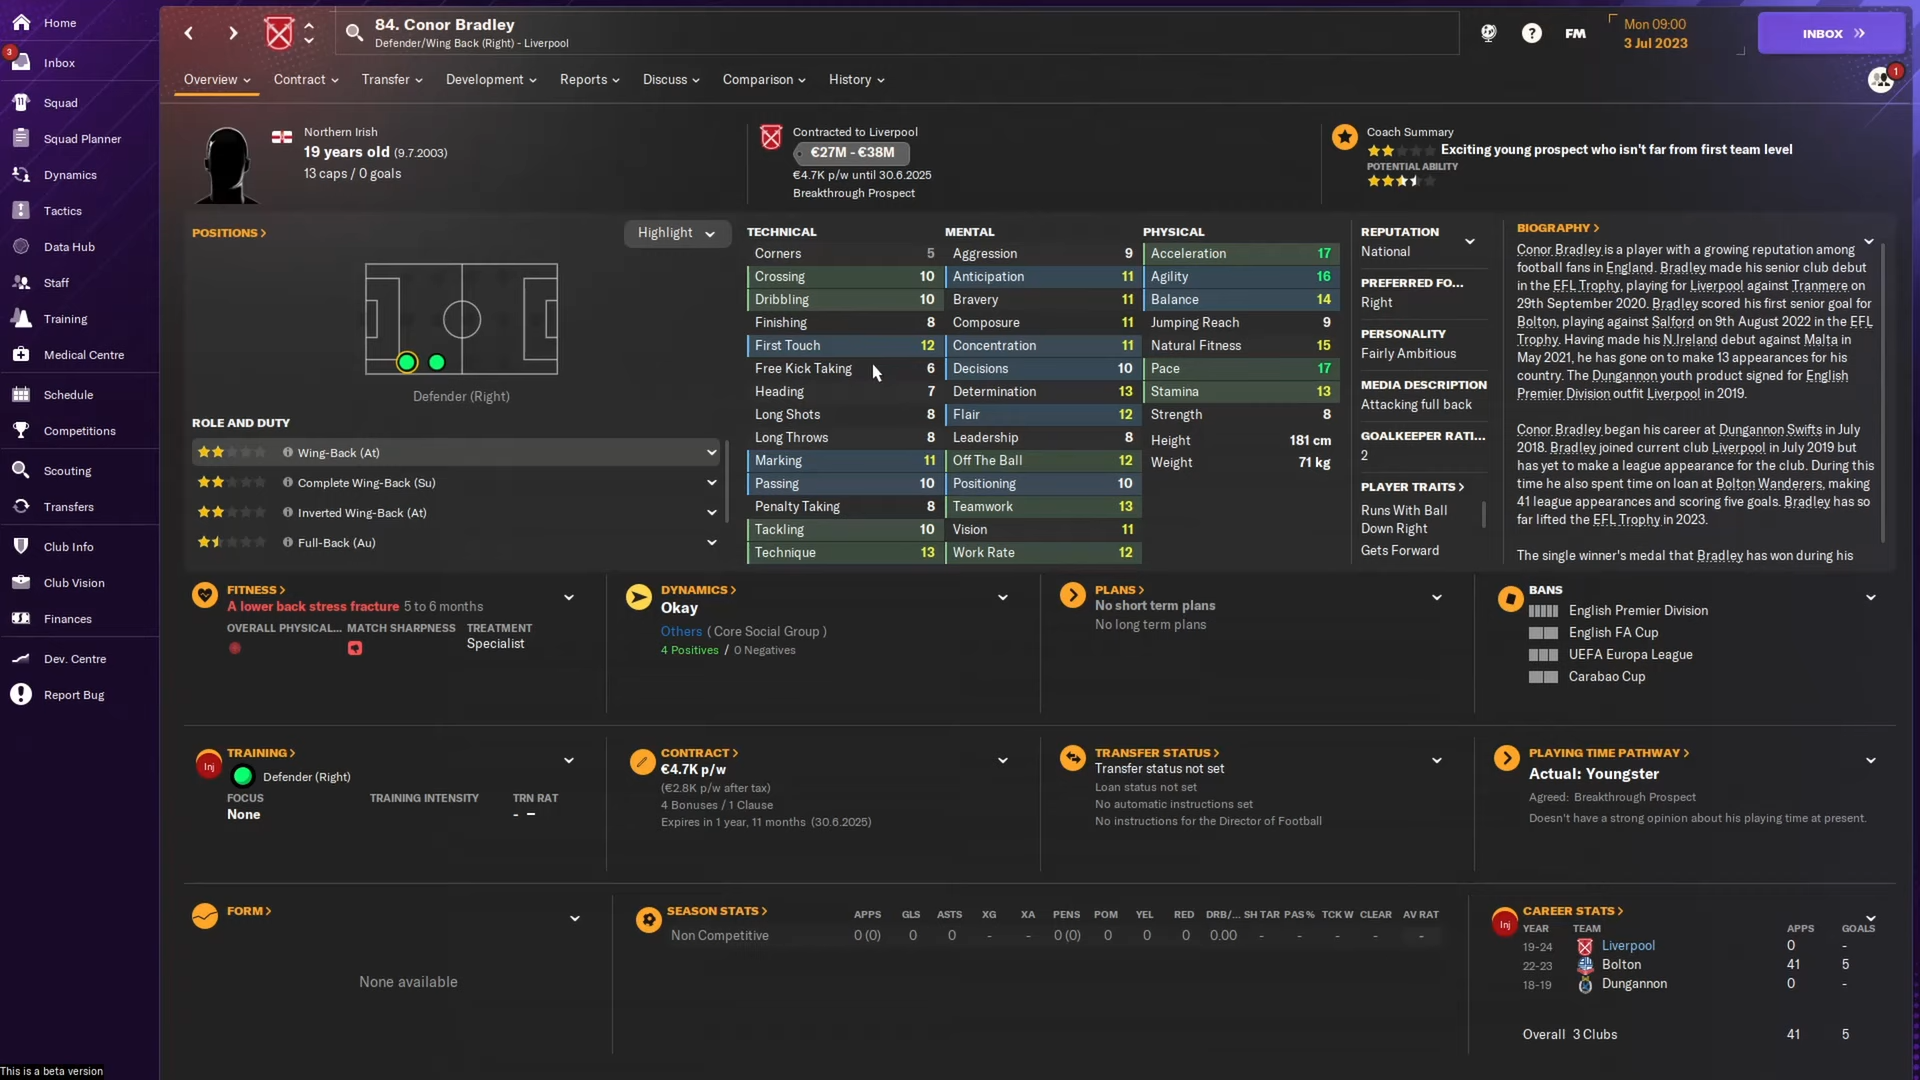 Home
3
Inbox
Squad
Squad Planner
Dynamics
Tactics
Data Hub
Staff
Training
Medical Centre
Schedule
Competitions
Scouting
Transfers
Club Info
Club Vision
Finances
Dev. Centre
Report Bug
This is a beta version
84. Conor Bradley
Defender/Wing Back (Right) - Liverpool
FM
Mon 09:00
3 Jul 2023
INBOX
Overview Contract Transfer Development Reports Discuss Comparison History
1
Northern Irish
19 years old (9.7.2003)
13 caps / 0 goals
Contracted to Liverpool
€27M - €38M
€4.7K p/w until 30.6.2025
Breakthrough Prospect
Coach Summary
Exciting young prospect who isn't far from first team level
POTENTIAL ABILITY
POSITIONS
Highlight
Defender (Right)
ROLE AND DUTY
Wing-Back (At)
Complete Wing-Back (Su)
Inverted Wing-Back (At)
Full-Back (Au)
TECHNICAL
Corners 5
Crossing 10
Dribbling 10
Finishing 8
First Touch 12
Free Kick Taking 6
Heading 7
Long Shots 8
Long Throws 8
Marking 11
Passing 10
Penalty Taking 8
Tackling 10
Technique 13
MENTAL
Aggression 9
Anticipation 11
Bravery 11
Composure 11
Concentration 11
Decisions 10
Determination 13
Flair 12
Leadership 8
Off The Ball 12
Positioning 10
Teamwork 13
Vision 11
Work Rate 12
PHYSICAL
Acceleration 17
Agility 16
Balance 14
Jumping Reach 9
Natural Fitness 15
Pace 17
Stamina 13
Strength 8
Height 181 cm
Weight 71 kg
REPUTATION
National
PREFERRED FO...
Right
PERSONALITY
Fairly Ambitious
MEDIA DESCRIPTION
Attacking full back
GOALKEEPER RATI...
2
PLAYER TRAITS
Runs With Ball
Down Right
Gets Forward
BIOGRAPHY
Conor Bradley is a player with a growing reputation among
football fans in England. Bradley made his senior club debut
in the EFL Trophy, playing for Liverpool against Tranmere on
29th September 2020. Bradley scored his first senior goal for
Bolton, playing against Salford on 9th August 2022 in the EFL
Trophy. Having made his N.Ireland debut against Malta in
May 2021, he has gone on to make 13 appearances for his
country. The Dungannon youth product signed for English
Premier Division outfit Liverpool in 2019.
Conor Bradley began his career at Dungannon Swifts in July
2018. Bradley joined current club Liverpool in July 2019 but
has yet to make a league appearance for the club. During this
time he also spent time on loan at Bolton Wanderers, making
41 league appearances and scoring five goals. Bradley has so
far lifted the EFL Trophy in 2023.
The single winner's medal that Bradley has won during his
FITNESS
A lower back stress fracture 5 to 6 months
OVERALL PHYSICAL... MATCH SHARPNESS TREATMENT
Specialist
DYNAMICS
Okay
Others ( Core Social Group )
4 Positives / 0 Negatives
PLANS
No short term plans
No long term plans
BANS
English Premier Division
English FA Cup
UEFA Europa League
Carabao Cup
TRAINING
Inj
Defender (Right)
FOCUS TRAINING INTENSITY TRN RAT
None - -
CONTRACT
€4.7K p/w
(€2.8K p/w after tax)
4 Bonuses / 1 Clause
Expires in 1 year, 11 months (30.6.2025)
TRANSFER STATUS
Transfer status not set
Loan status not set
No automatic instructions set
No instructions for the Director of Football
PLAYING TIME PATHWAY
Actual: Youngster
Agreed: Breakthrough Prospect
Doesn't have a strong opinion about his playing time at present.
FORM
None available
SEASON STATS APPS GLS ASTS XG XA PENS POM YEL RED DRB/... SH TAR PAS % TCK W CLEAR AV RAT
Non Competitive 0 (0) 0 0 - - 0 (0) 0 0 0 0.00 - - - - -
CAREER STATS
Inj
YEAR TEAM APPS GOALS
19-24 Liverpool 0 -
22-23 Bolton 41 5
18-19 Dungannon 0 -
Overall 3 Clubs 41 5